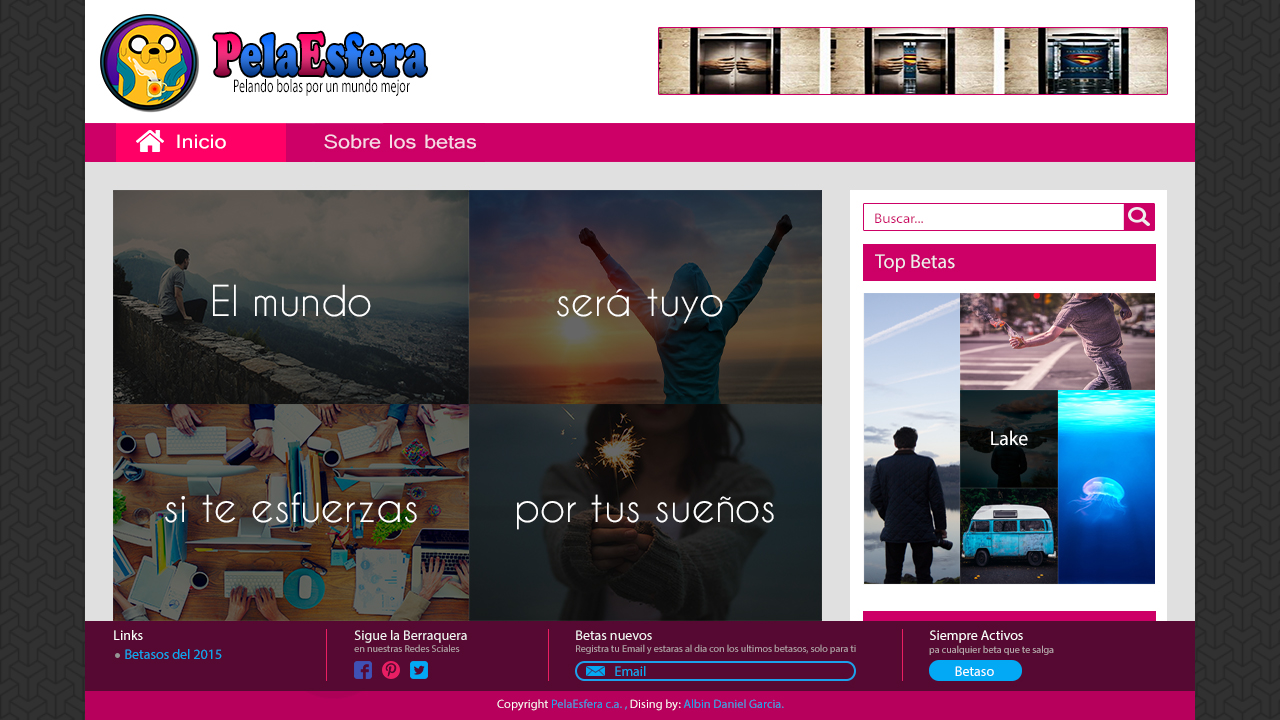 PelaEsfera
Pelando bolas por un mundo mejor
Inicio
Sobre los betas
El mundo
será tuyo
si te esfuerzas
por tus sueños
Buscar...
Top Betas
Lake
Links
Betasos del 2015
Sigue la Berraquera
en nuestras Redes Sciales
Betas nuevos
Registra tu Email y estaras al día con los ultimos betasos, solo para ti
Email
Siempre Activos
pa cualquier beta que te salga
Betaso
Copyright PelaEsfera c.a. , Dising by: Albin Daniel Garcia.